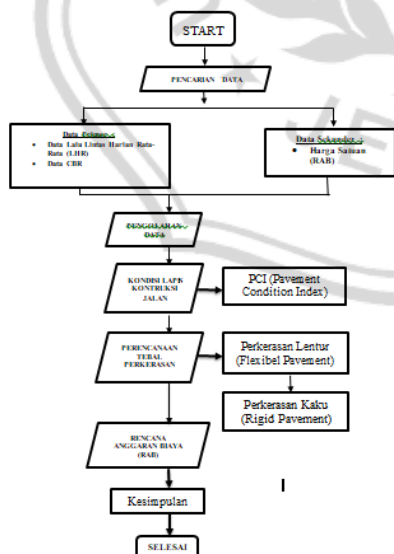 START
PENCARIAN DATA
Data Primer :
• Data Lalu Lintas Harian Rata-
Rata (LHR)
• Data CBR
Data Sekunder :
• Harga Satuan
(RAB)
DATA
KONDISI LAPIS
KONTRUKSI
JALAN
PCI (Pavement
Condition Index)
PERENCANAAN
TEBAL
PERKERASAN
Perkerasan Lentur
(Flexibel Pavement)
Perkerasan Kaku
(Rigid Pavement)
RENCANA
ANGGARAN BIAYA
(RAB)
Kesimpulan
SELESAI